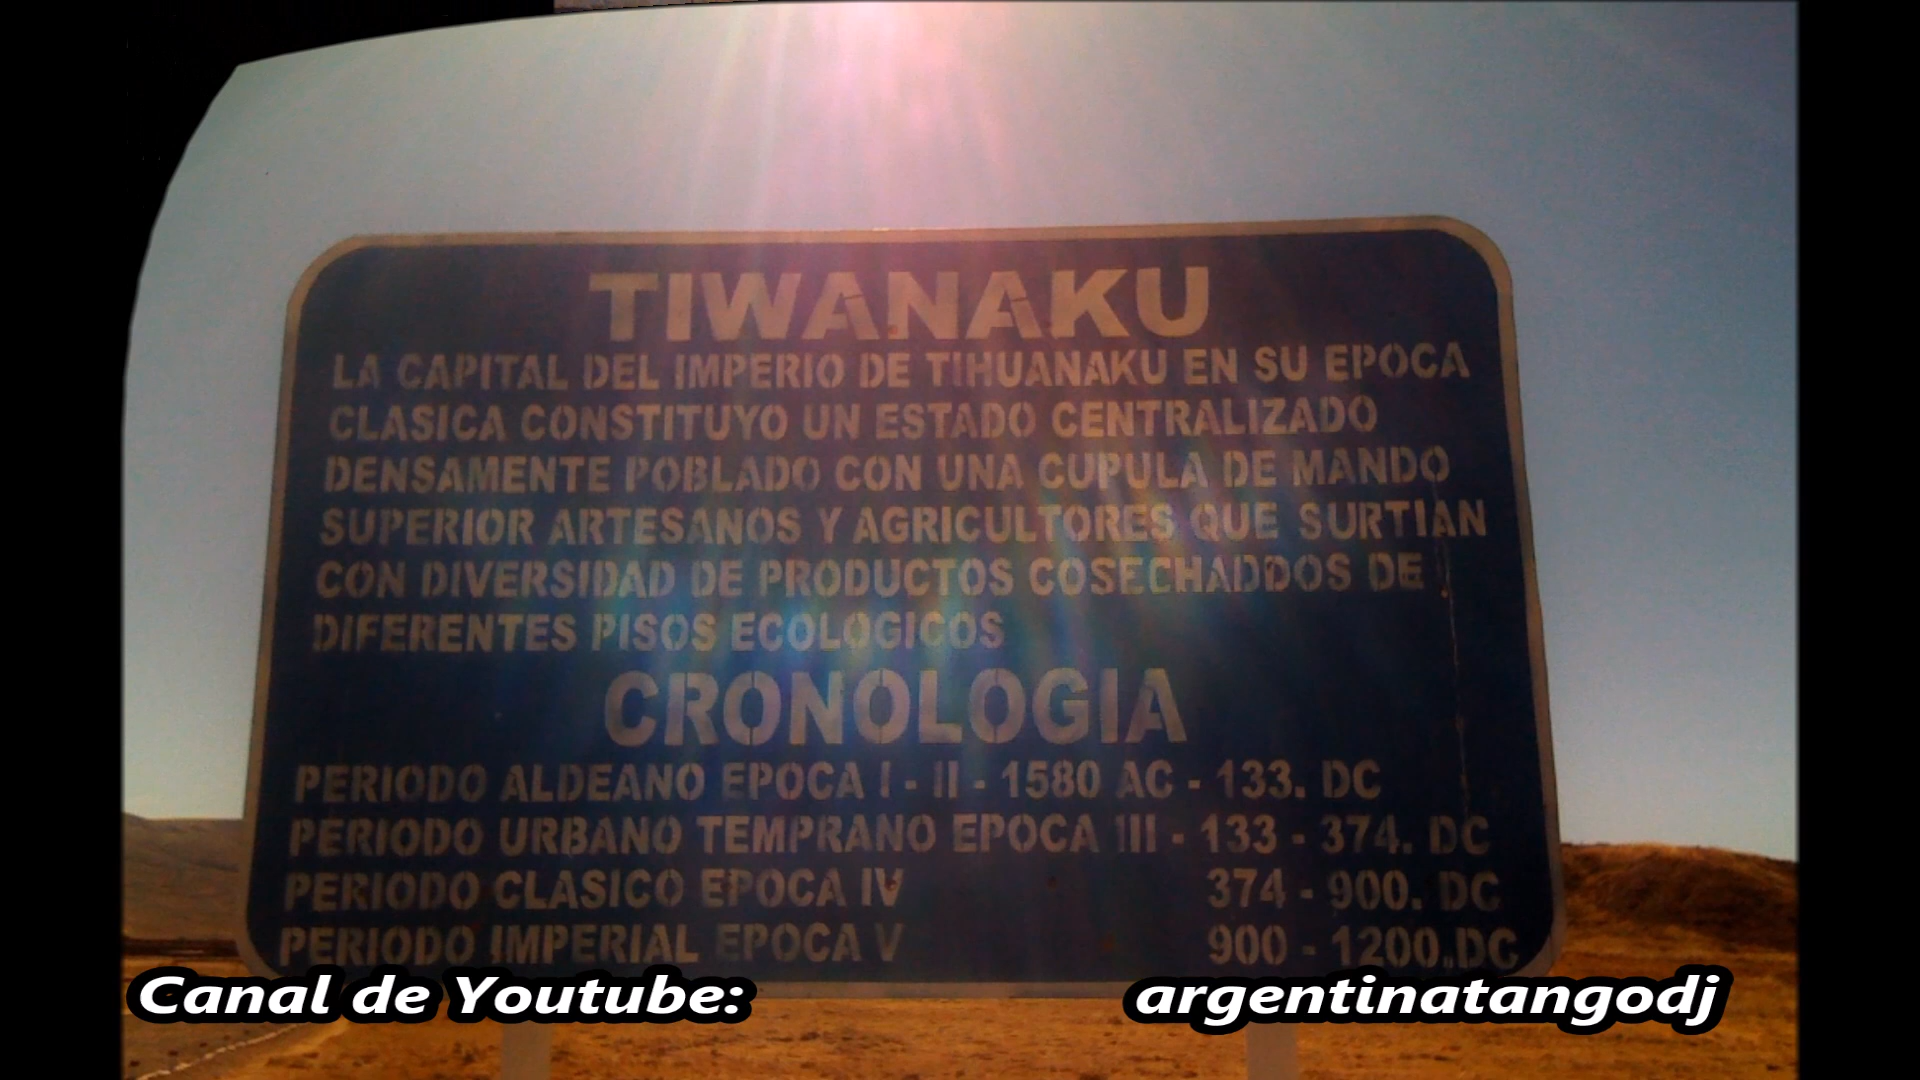 TIWANAKU
LA CAPITAL DEL IMPERIO DE TIHUANAKU EN SU EPOCA
CLASICA CONSTITUYO UN ESTADO CENTRALIZADO
DENSAMENTE POBLADO CON UNA CUPULA DE MANDO
SUPERIOR ARTESANOS Y AGRICULTORES QUE SURTIAN
CON DIVERSIDAD DE PRODUCTOS COSECHADDOS DE
DIFERENTES PISOS ECOLOGICOS
CRONOLOGIA
PERIODO ALDEANO EPOCA I - II - 1580 AC - 133. DC
PERIODO URBANO TEMPRANO EPOCA III - 133 - 374. DC
PERIODO CLASICO EPOCA IV 374 - 900. DC
PERIODO IMPERIAL EPOCA V 900 - 1200.DC
Canal de Youtube: argentinatangodj